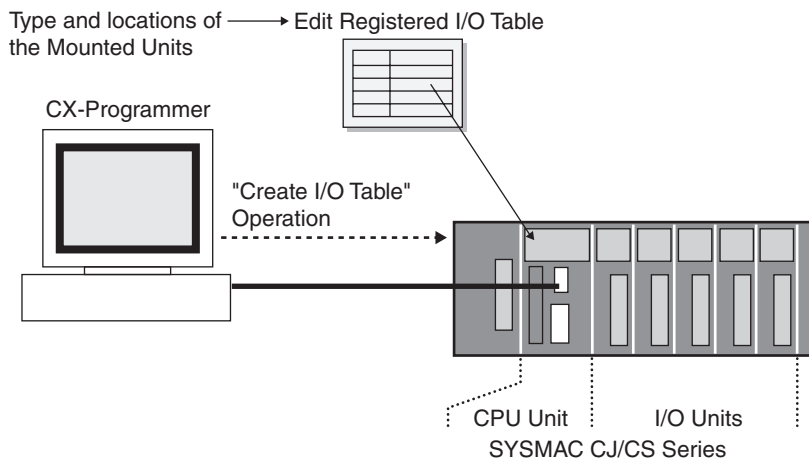 Type and locations of
the Mounted Units
Edit Registered I/O Table
CX-Programmer
"Create I/O Table"
Operation
CPU Unit
I/O Units
SYSMAC CJ/CS Series